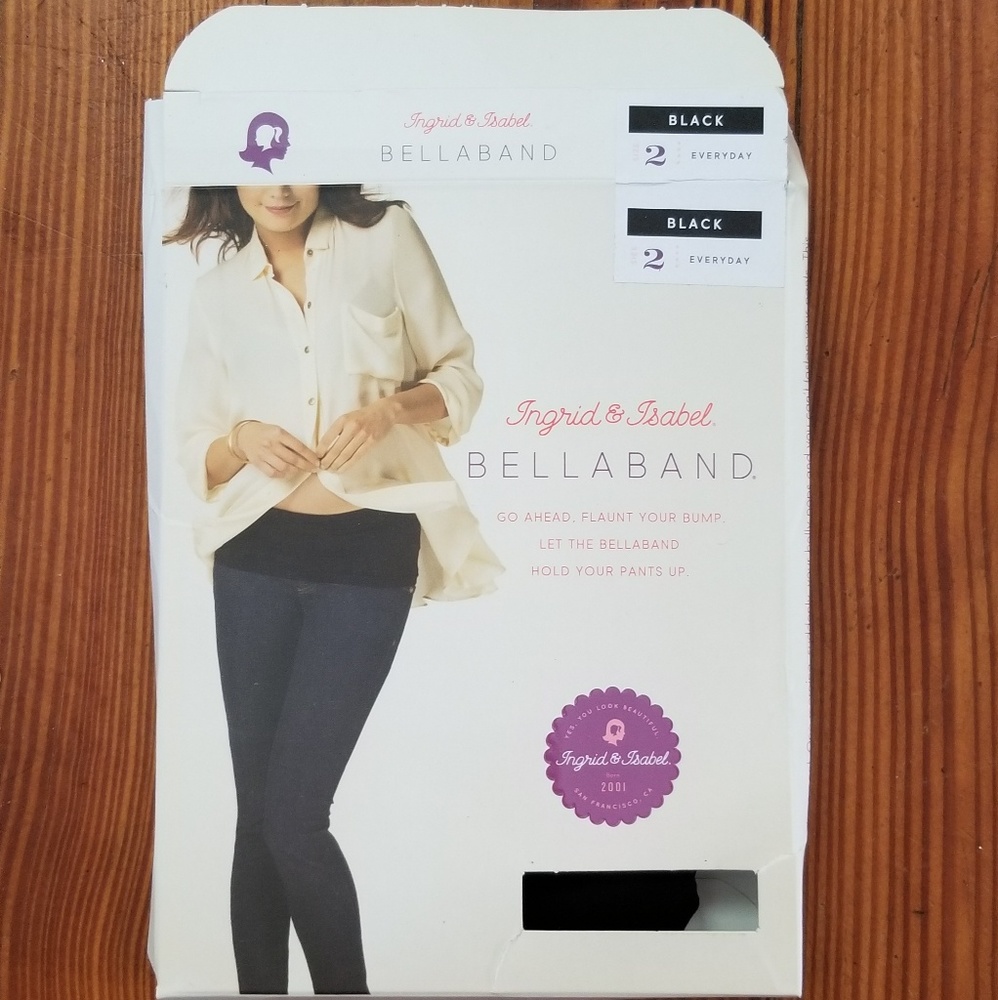 Ingrid & Isabel.
BELLABAND
BLACK
2 EVERYDAY
BLACK
2 EVERYDAY
Ingrid & Isabel.
BELLABAND.
GO AHEAD, FLAUNT YOUR BUMP.
LET THE BELLABAND
HOLD YOUR PANTS UP.
YES, YOU LOOK BEAUTIFUL
Ingrid & Isabel.
2001
SAN FRANCISCO, CA